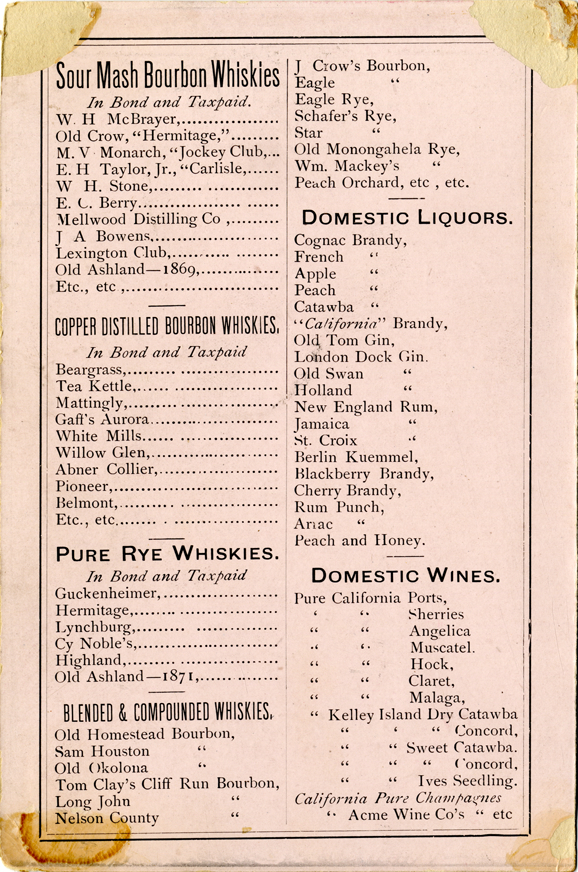 Sour Mash Bourbon Whiskies
In Bond and Taxpaid.
W. H McBrayer,..................
Old Crow, "Hermitage,".........
M. V Monarch, "Jockey Club,...
E. H Taylor, Jr., "Carlisle,......
W H. Stone,......................
E. C. Berry........................
Mellwood Distilling Co ,.........
J A Bowens,......................
Lexington Club,..................
Old Ashland—1869,..............
Etc., etc ,..........................
COPPER DISTILLED BOURBON WHISKIES,
In Bond and Taxpaid
Beargrass,..........................
Tea Kettle,........................
Mattingly,..........................
Gaff's Aurora......................
White Mills........................
Willow Glen,......................
Abner Collier,....................
Pioneer,............................
Belmont,............................
Etc., etc............................
PURE RYE WHISKIES.
In Bond and Taxpaid
Guckenheimer,....................
Hermitage,........................
Lynchburg,........................
Cy Noble's,........................
Highland,..........................
Old Ashland—1871,..............
BLENDED & COMPOUNDED WHISKIES,
Old Homestead Bourbon,
Sam Houston "
Old Okolona "
Tom Clay's Cliff Run Bourbon,
Long John "
Nelson County "
J Crow's Bourbon,
Eagle "
Eagle Rye,
Schafer's Rye,
Star "
Old Monongahela Rye,
Wm. Mackey's "
Peach Orchard, etc , etc.
DOMESTIC LIQUORS.
Cognac Brandy,
French "
Apple "
Peach "
Catawba "
"California" Brandy,
Old Tom Gin,
London Dock Gin.
Old Swan "
Holland "
New England Rum,
Jamaica "
St. Croix "
Berlin Kuemmel,
Blackberry Brandy,
Cherry Brandy,
Rum Punch,
Arrac "
Peach and Honey.
DOMESTIC WINES.
Pure California Ports,
" " Sherries
" " Angelica
" " Muscatel.
" " Hock,
" " Claret,
" " Malaga,
" Kelley Island Dry Catawba
" " " Concord,
" " Sweet Catawba.
" " " Concord,
" " Ives Seedling.
California Pure Champagnes
" Acme Wine Co's " etc